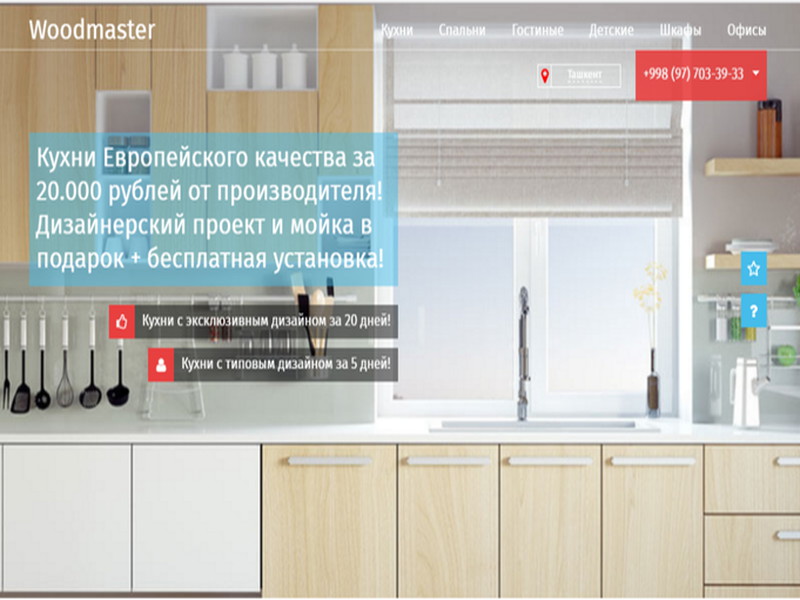 Woodmaster
Кухни Спальни Гостиные Детские Шкафы Офисы
Ташкент
+998 (97) 703-39-33
Кухни Европейского качества за
20.000 рублей от производителя!
Дизайнерский проект и мойка в
подарок + бесплатная установка!
Кухни с эксклюзивным дизайном за 20 дней!
Кухни с типовым дизайном за 5 дней!
?